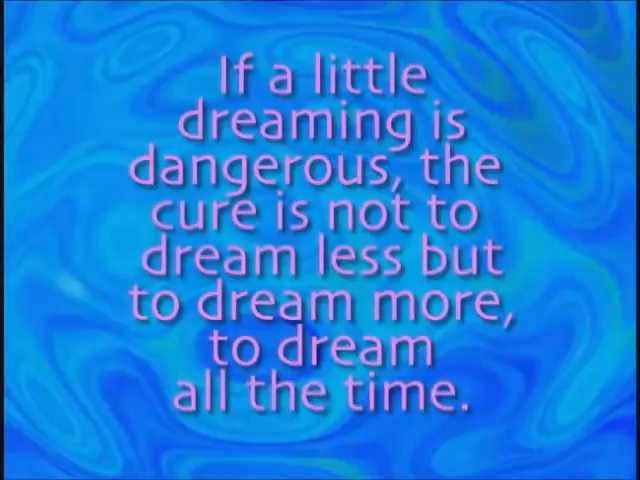 If a little
dreaming is
dangerous, the
cure is not to
dream less but
to dream more,
to dream
all the time.